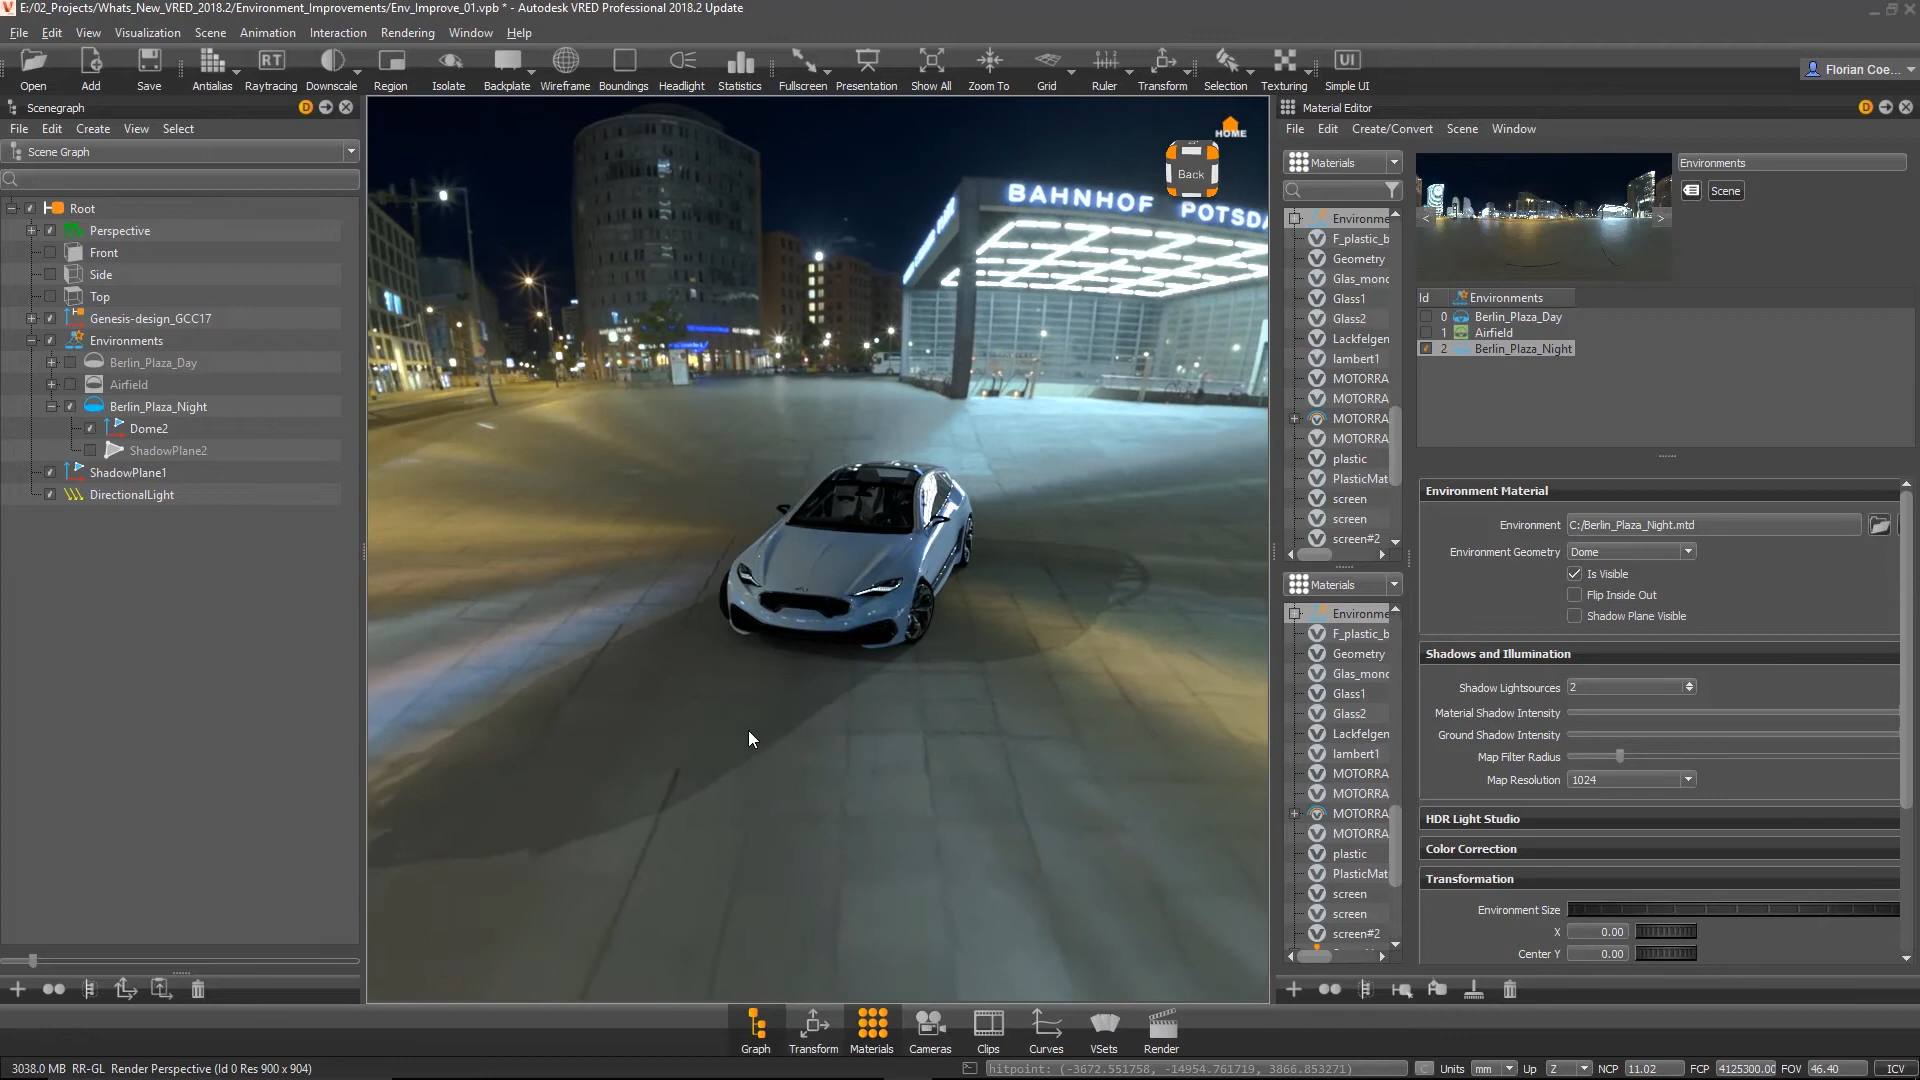 E:/02_Projects/Whats_New_VRED_2018.2/Environment_Improvements/Env_Improve_01.vpb * - Autodesk VRED Professional 2018.2 Update
File Edit View Visualization Scene Animation Interaction Rendering Window Help
Open Add Save Antialias Raytracing Downscale Region Isolate Backplate Wireframe Boundings Headlight Statistics Fullscreen Presentation Show All Zoom To Grid Ruler Transform Selection Texturing Simple UI
RT
UI
Florian Coe...
Scenegraph
D
File Edit Create View Select
Scene Graph
Root
Perspective
Front
Side
Top
Genesis-design_GCC17
Environments
Berlin_Plaza_Day
Airfield
Berlin_Plaza_Night
Dome2
ShadowPlane2
ShadowPlane1
DirectionalLight
HOME
Back
BAHNHOF POTSDA
Material Editor
D
File Edit Create/Convert Scene Window
Materials
Environme
F_plastic_b
Geometry
Glas_mono
Glass1
Glass2
Lackfelgen
lambert1
MOTORRA
MOTORRA
MOTORRA
MOTORRA
plastic
PlasticMat
screen
screen
screen#2
Materials
Environme
F_plastic_b
Geometry
Glas_mono
Glass1
Glass2
Lackfelgen
lambert1
MOTORRA
MOTORRA
MOTORRA
MOTORRA
plastic
PlasticMat
screen
screen
screen#2
Environments
Scene
< >
Id Environments
0 Berlin_Plaza_Day
1 Airfield
2 Berlin_Plaza_Night
Environment Material
Environment C:/Berlin_Plaza_Night.mtd
Environment Geometry Dome
Is Visible
Flip Inside Out
Shadow Plane Visible
Shadows and Illumination
Shadow Lightsources 2
Material Shadow Intensity
Ground Shadow Intensity
Map Filter Radius
Map Resolution 1024
HDR Light Studio
Color Correction
Transformation
Environment Size
X 0.00
Center Y 0.00
Graph Transform Materials Cameras Clips Curves VSets Render
3038.0 MB RR-GL Render Perspective (Id 0 Res 900 x 904)
hitpoint: (-3672.551758, -14954.761719, 3866.853271)
C Units mm Up Z NCP 11.02 FCP 4125300.00 FOV 46.40 ICV